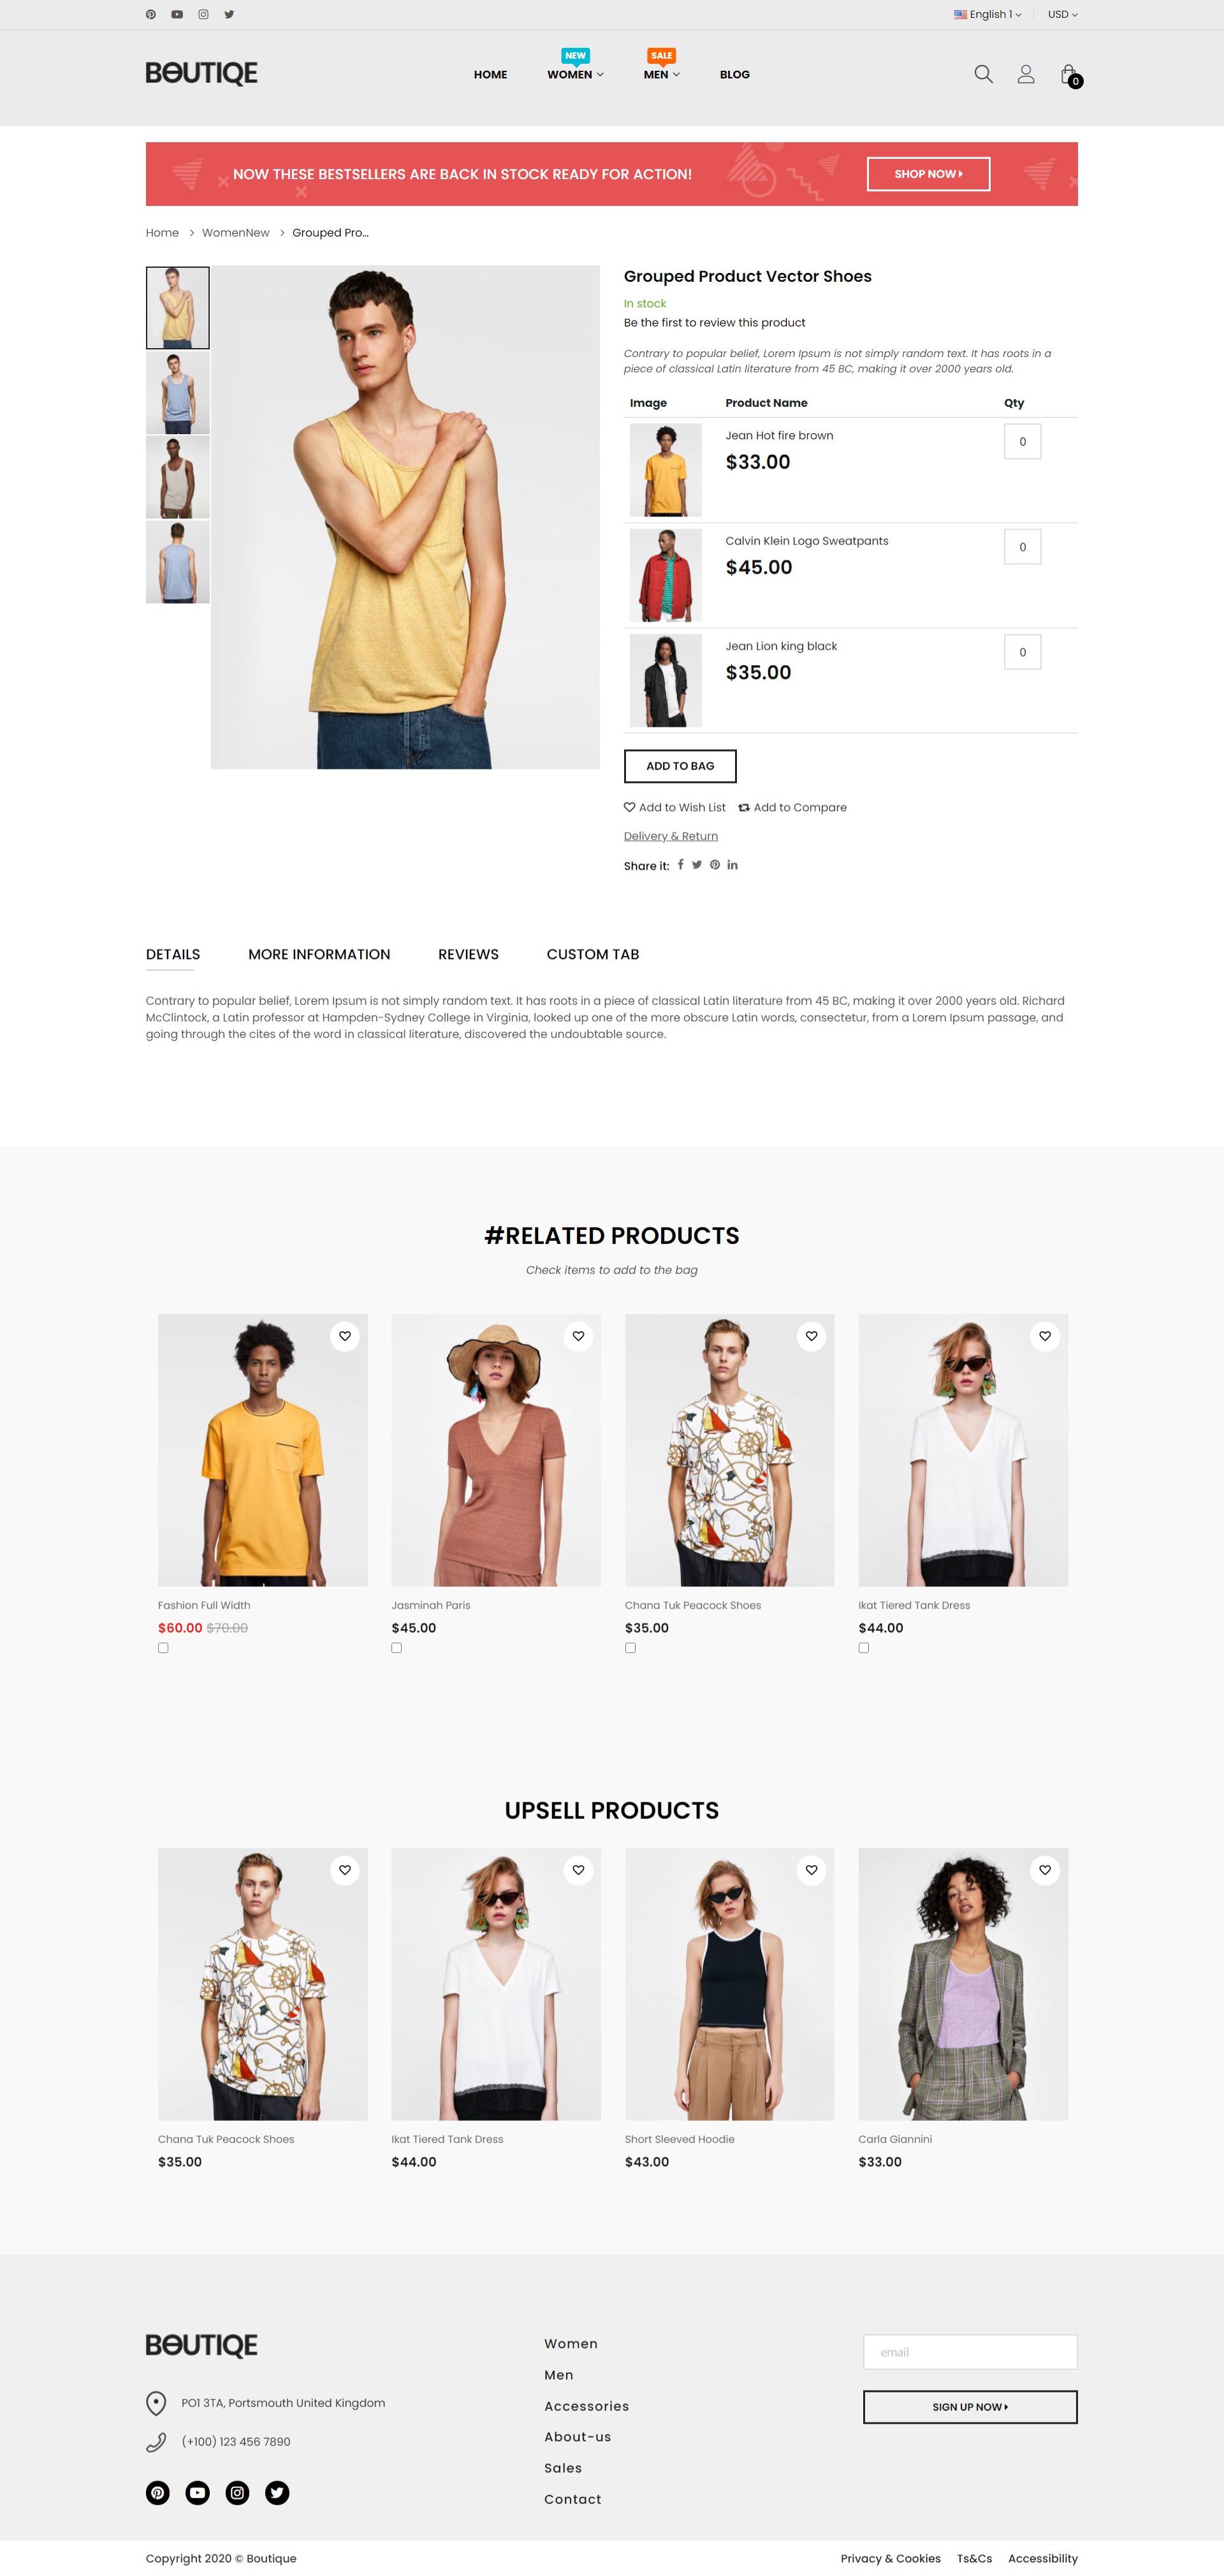 English 1
USD
BOUTIQE
HOME
NEW
WOMEN
SALE
MEN
BLOG
0
NOW THESE BESTSELLERS ARE BACK IN STOCK READY FOR ACTION!
SHOP NOW
Home
WomenNew
Grouped Pro...
Grouped Product Vector Shoes
In stock
Be the first to review this product
Contrary to popular belief, Lorem Ipsum is not simply random text. It has roots in a
piece of classical Latin literature from 45 BC, making it over 2000 years old.
Image Product Name Qty
Jean Hot fire brown
$33.00
0
Calvin Klein Logo Sweatpants
$45.00
0
Jean Lion king black
$35.00
0
ADD TO BAG
Add to Wish List Add to Compare
Delivery & Return
Share it:
DETAILS MORE INFORMATION REVIEWS CUSTOM TAB
Contrary to popular belief, Lorem Ipsum is not simply random text. It has roots in a piece of classical Latin literature from 45 BC, making it over 2000 years old. Richard
McClintock, a Latin professor at Hampden-Sydney College in Virginia, looked up one of the more obscure Latin words, consectetur, from a Lorem Ipsum passage, and
going through the cites of the word in classical literature, discovered the undoubtable source.
#RELATED PRODUCTS
Check items to add to the bag
Fashion Full Width
$60.00 $70.00
Jasminah Paris
$45.00
Chana Tuk Peacock Shoes
$35.00
Ikat Tiered Tank Dress
$44.00
UPSELL PRODUCTS
Chana Tuk Peacock Shoes
$35.00
Ikat Tiered Tank Dress
$44.00
Short Sleeved Hoodie
$43.00
Carla Giannini
$33.00
BOUTIQE
PO1 3TA, Portsmouth United Kingdom
(+100) 123 456 7890
Women
Men
Accessories
About-us
Sales
Contact
email
SIGN UP NOW
Copyright 2020 © Boutique
Privacy & Cookies Ts&Cs Accessibility